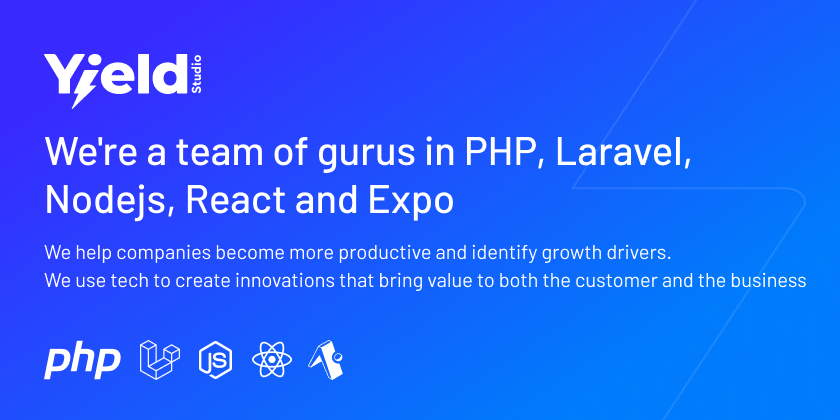 Yield Studio
We're a team of gurus in PHP, Laravel,
Nodejs, React and Expo
We help companies become more productive and identify growth drivers.
We use tech to create innovations that bring value to both the customer and the business
php JS